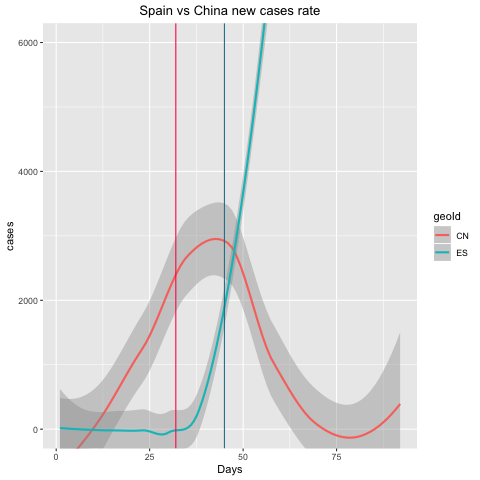 Spain vs China new cases rate
6000
4000
2000
0
cases
0 25 50 75
Days
geoId
CN
ES